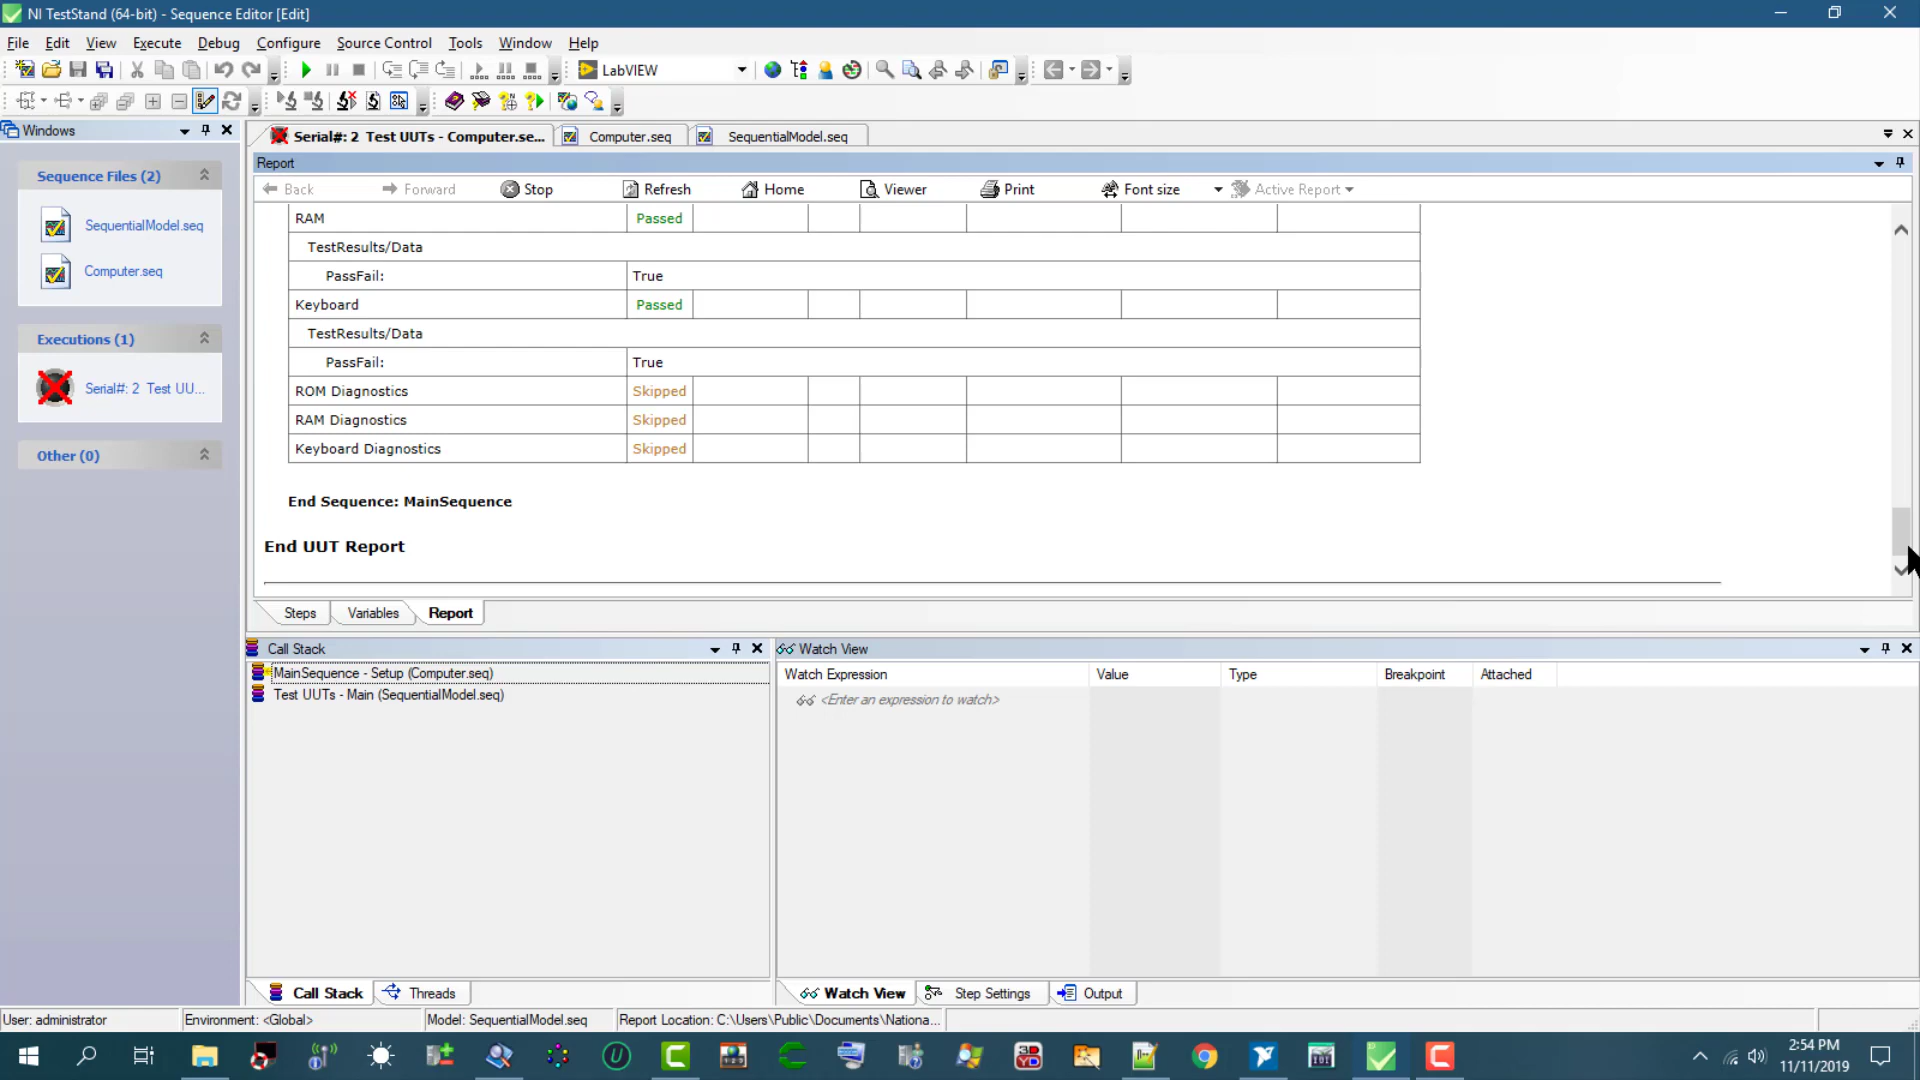 NI TestStand (64-bit) - Sequence Editor [Edit]
File Edit View Execute Debug Configure Source Control Tools Window Help
LabVIEW
Windows
Serial#: 2 Test UUTs - Computer.se... Computer.seq SequentialModel.seq
Report
Sequence Files (2)
SequentialModel.seq
Computer.seq
Executions (1)
Serial#: 2 Test UU...
Other (0)
Back Forward Stop Refresh Home Viewer Print Font size Active Report
RAM Passed
TestResults/Data
PassFail: True
Keyboard Passed
TestResults/Data
PassFail: True
ROM Diagnostics Skipped
RAM Diagnostics Skipped
Keyboard Diagnostics Skipped
End Sequence: MainSequence
End UUT Report
Steps Variables Report
Call Stack
MainSequence - Setup (Computer.seq)
Test UUTs - Main (SequentialModel.seq)
Call Stack Threads
Watch View
Watch Expression Value Type Breakpoint Attached
<Enter an expression to watch>
Watch View Step Settings Output
User: administrator Environment: <Global> Model: SequentialModel.seq Report Location: C:\Users\Public\Documents\Nationa...
2:54 PM
11/11/2019